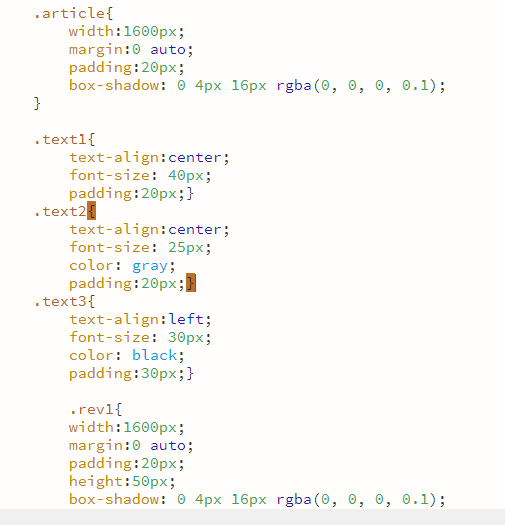 .article{
width:1600px;
margin:0 auto;
padding:20px;
box-shadow: 0 4px 16px rgba(0, 0, 0, 0.1);
}
.text1{
text-align:center;
font-size: 40px;
padding:20px;}
.text2{
text-align:center;
font-size: 25px;
color: gray;
padding:20px;}
.text3{
text-align:left;
font-size: 30px;
color: black;
padding:30px;}
.rev1{
width:1600px;
margin:0 auto;
padding:20px;
height:50px;
box-shadow: 0 4px 16px rgba(0, 0, 0, 0.1);